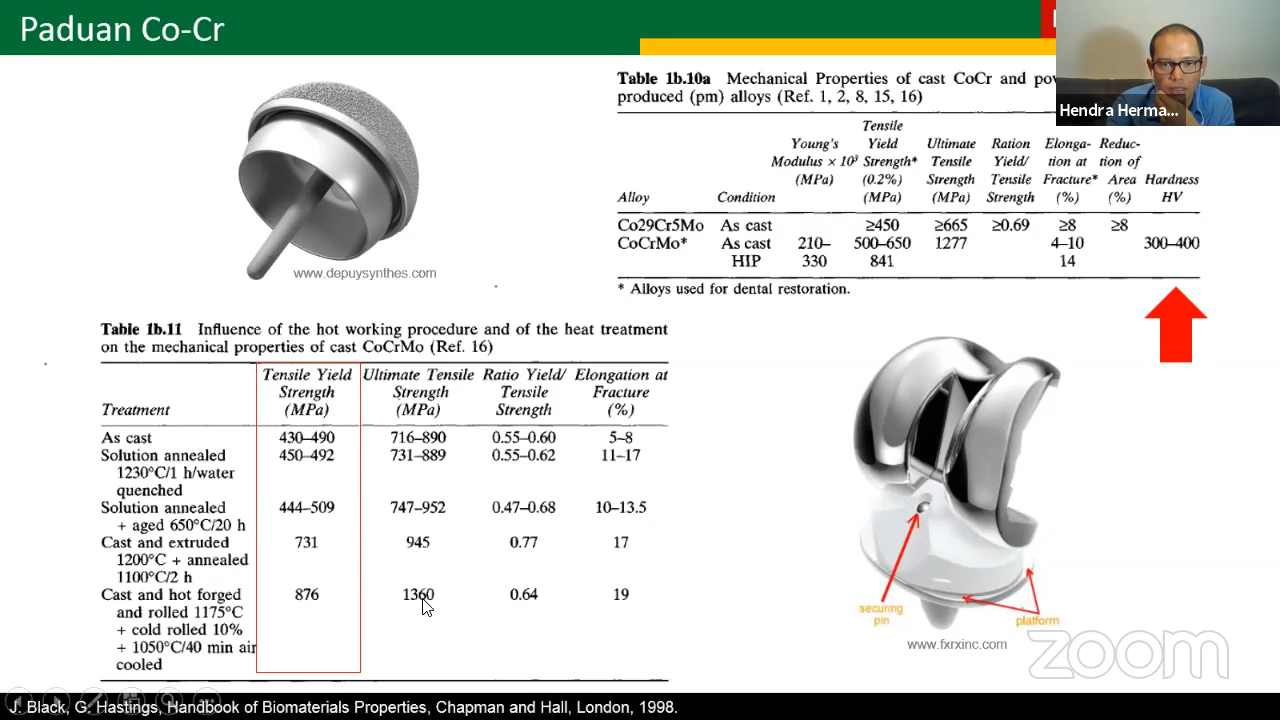 Paduan Co-Cr
Hendra Herma...
www.depuysynthes.com
Table 1b.10a Mechanical Properties of cast CoCr and
produced (pm) alloys (Ref. 1, 2, 8, 15, 16)
Alloy Condition Young's Modulus × 10³ (MPa) Tensile Yield Strength* (0.2%) (MPa) Ultimate Tensile Strength (MPa) Ration Yield/ Tensile Strength Elonga- tion at Fracture* (%) Reduc- tion of Area (%) Hardness HV
Co29Cr5Mo As cast ≥450 ≥665 ≥0.69 ≥8 ≥8
CoCrMo* As cast 210– 500–650 1277 4–10 300–400
HIP 330 841 14
* Alloys used for dental restoration.
Table 1b.11 Influence of the hot working procedure and of the heat treatment
on the mechanical properties of cast CoCrMo (Ref. 16)
Treatment Tensile Yield Strength (MPa) Ultimate Tensile Strength (MPa) Ratio Yield/ Tensile Strength Elongation at Fracture (%)
As cast 430–490 716–890 0.55–0.60 5–8
Solution annealed 450–492 731–889 0.55–0.62 11–17
1230°C/1 h/water
quenched
Solution annealed 444–509 747–952 0.47–0.68 10–13.5
+ aged 650°C/20 h
Cast and extruded 731 945 0.77 17
1200°C + annealed
1100°C/2 h
Cast and hot forged 876 1360 0.64 19
and rolled 1175°C
+ cold rolled 10%
+ 1050°C/40 min air
cooled
securing
pin
platform
www.fxrxinc.com
zoom
J. Black, G. Hastings, Handbook of Biomaterials Properties, Chapman and Hall, London, 1998.